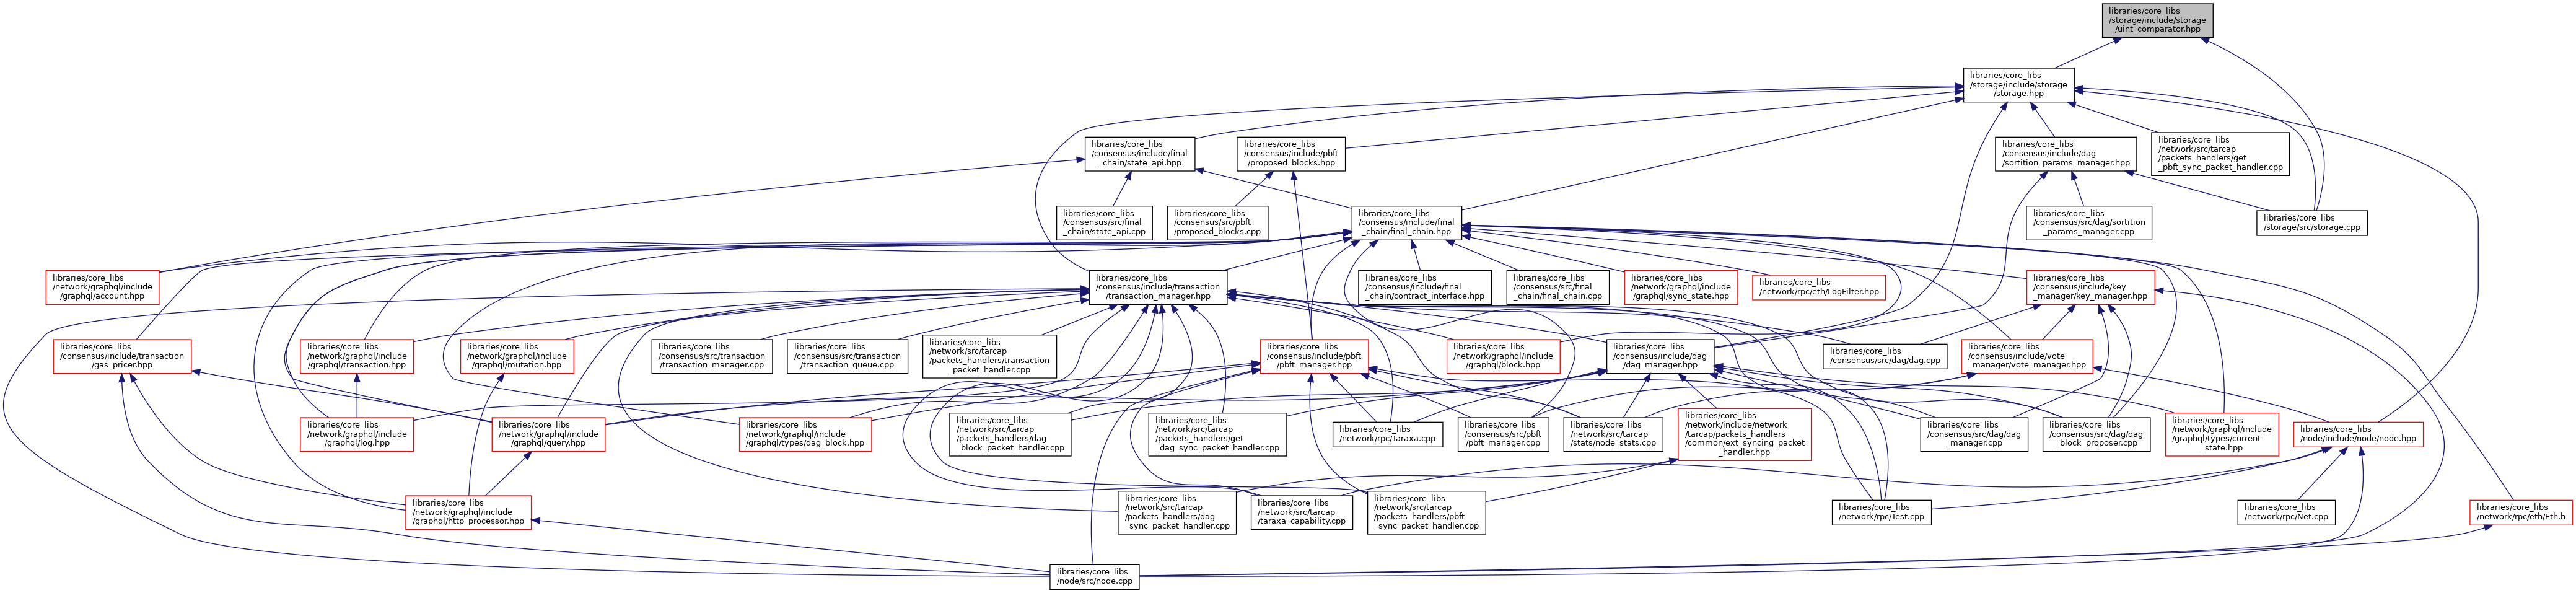 libraries/core_libs
/storage/include/storage
/uint_comparator.hpp
libraries/core_libs
/storage/include/storage
/storage.hpp
libraries/core_libs
/consensus/include/final
_chain/state_api.hpp
libraries/core_libs
/consensus/include/pbft
/proposed_blocks.hpp
libraries/core_libs
/consensus/include/dag
/sortition_params_manager.hpp
libraries/core_libs
/network/src/tarcap
/packets_handlers/get
_pbft_sync_packet_handler.cpp
libraries/core_libs
/consensus/src/final
_chain/state_api.cpp
libraries/core_libs
/consensus/src/pbft
/proposed_blocks.cpp
libraries/core_libs
/consensus/include/final
_chain/final_chain.hpp
libraries/core_libs
/consensus/src/dag/sortition
_params_manager.cpp
libraries/core_libs
/storage/src/storage.cpp
libraries/core_libs
/network/graphql/include
/graphql/account.hpp
libraries/core_libs
/consensus/include/transaction
/transaction_manager.hpp
libraries/core_libs
/consensus/include/final
_chain/contract_interface.hpp
libraries/core_libs
/consensus/src/final
_chain/final_chain.cpp
libraries/core_libs
/network/graphql/include
/graphql/sync_state.hpp
libraries/core_libs
/network/rpc/eth/LogFilter.hpp
libraries/core_libs
/consensus/include/key
_manager/key_manager.hpp
libraries/core_libs
/consensus/include/transaction
/gas_pricer.hpp
libraries/core_libs
/network/graphql/include
/graphql/transaction.hpp
libraries/core_libs
/network/graphql/include
/graphql/mutation.hpp
libraries/core_libs
/consensus/src/transaction
/transaction_manager.cpp
libraries/core_libs
/consensus/src/transaction
/transaction_queue.cpp
libraries/core_libs
/network/src/tarcap
/packets_handlers/transaction
_packet_handler.cpp
libraries/core_libs
/consensus/include/pbft
/pbft_manager.hpp
libraries/core_libs
/network/graphql/include
/graphql/block.hpp
libraries/core_libs
/consensus/include/dag
/dag_manager.hpp
libraries/core_libs
/consensus/src/dag/dag.cpp
libraries/core_libs
/consensus/include/vote
_manager/vote_manager.hpp
libraries/core_libs
/network/graphql/include
/graphql/log.hpp
libraries/core_libs
/network/graphql/include
/graphql/query.hpp
libraries/core_libs
/network/graphql/include
/graphql/types/dag_block.hpp
libraries/core_libs
/network/src/tarcap
/packets_handlers/dag
_block_packet_handler.cpp
libraries/core_libs
/network/src/tarcap
/packets_handlers/get
_dag_sync_packet_handler.cpp
libraries/core_libs
/network/rpc/Taraxa.cpp
libraries/core_libs
/consensus/src/pbft
/pbft_manager.cpp
libraries/core_libs
/network/src/tarcap
/stats/node_stats.cpp
libraries/core_libs
/network/include/network
/tarcap/packets_handlers
/common/ext_syncing_packet
_handler.hpp
libraries/core_libs
/consensus/src/dag/dag
_manager.cpp
libraries/core_libs
/consensus/src/dag/dag
_block_proposer.cpp
libraries/core_libs
/network/graphql/include
/graphql/types/current
_state.hpp
libraries/core_libs
/node/include/node/node.hpp
libraries/core_libs
/network/graphql/include
/graphql/http_processor.hpp
libraries/core_libs
/network/src/tarcap
/packets_handlers/dag
_sync_packet_handler.cpp
libraries/core_libs
/network/src/tarcap
/taraxa_capability.cpp
libraries/core_libs
/network/src/tarcap
/packets_handlers/pbft
_sync_packet_handler.cpp
libraries/core_libs
/network/rpc/Test.cpp
libraries/core_libs
/network/rpc/Net.cpp
libraries/core_libs
/network/rpc/eth/Eth.h
libraries/core_libs
/node/src/node.cpp